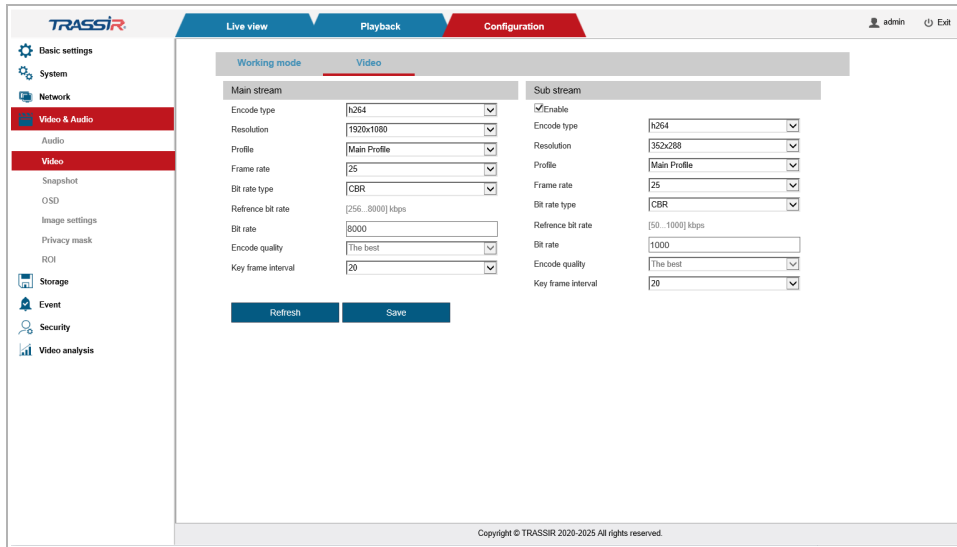 TRASSIR
Live view
Playback
Configuration
admin
Exit
Basic settings
System
Network
Video & Audio
Audio
Video
Snapshot
OSD
Image settings
Privacy mask
ROI
Storage
Event
Security
Video analysis
Working mode
Video
Main stream
Encode type h264
Resolution 1920x1080
Profile Main Profile
Frame rate 25
Bit rate type CBR
Refrence bit rate [256...8000] kbps
Bit rate 8000
Encode quality The best
Key frame interval 20
Refresh
Save
Sub stream
Enable
Encode type h264
Resolution 352x288
Profile Main Profile
Frame rate 25
Bit rate type CBR
Refrence bit rate [50...1000] kbps
Bit rate 1000
Encode quality The best
Key frame interval 20
Copyright © TRASSIR 2020-2025 All rights reserved.